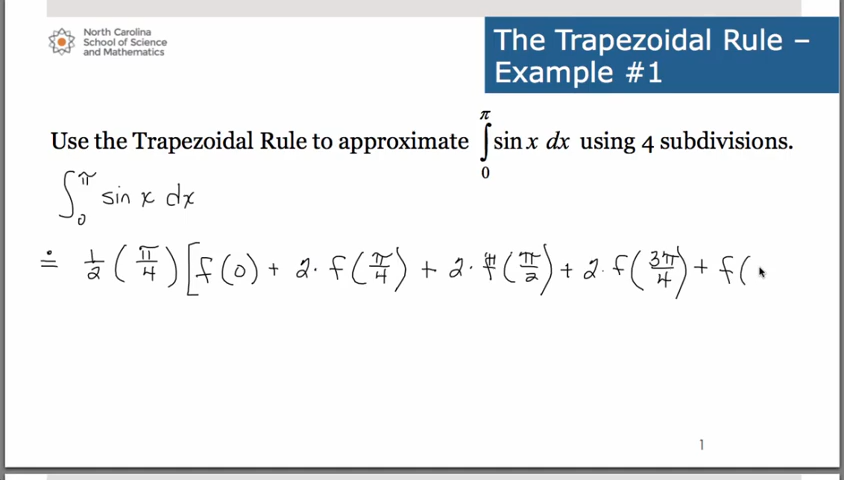 North Carolina
School of Science
and Mathematics
The Trapezoidal Rule –
Example #1
Use the Trapezoidal Rule to approximate ∫₀^π sin x dx using 4 subdivisions.
∫₀^π sin x dx
≐ 1/2 (π/4) [f(0) + 2· f(π/4) + 2· f(π/2) + 2· f(3π/4) + f(
1